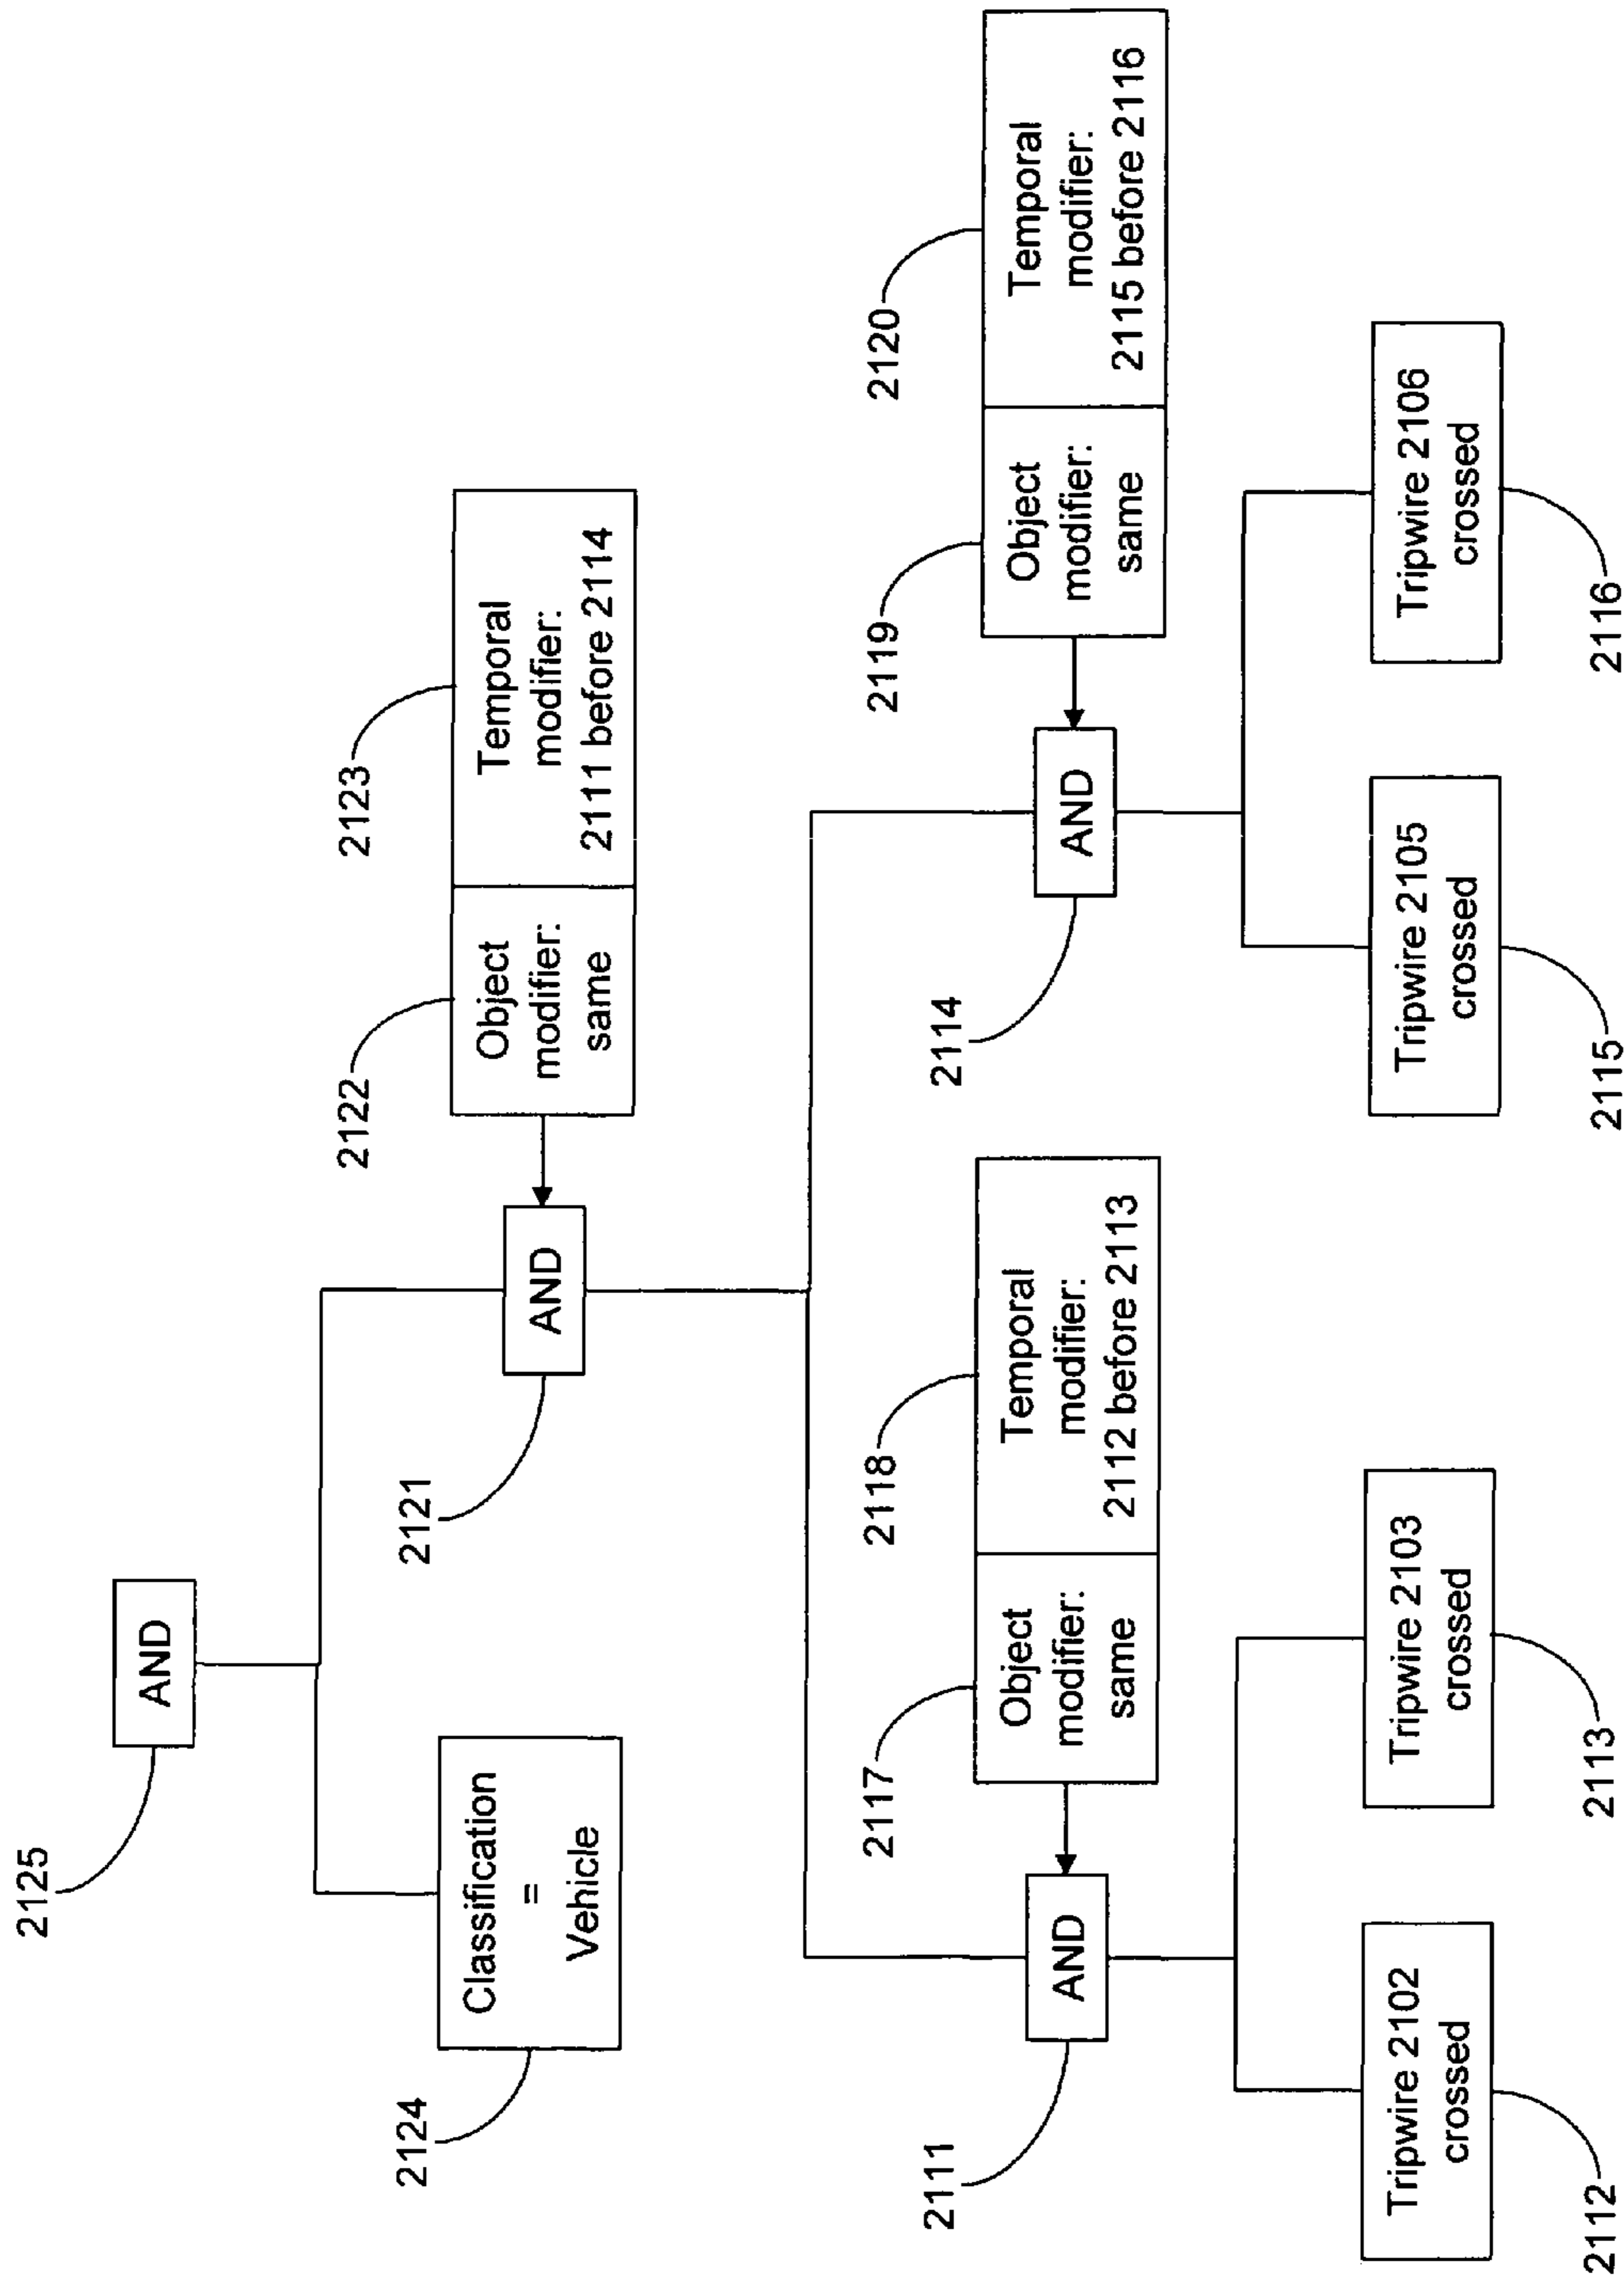 2125
AND
2124
Classification
=
Vehicle
2121
AND
2122
Object
modifier:
same
2123
Temporal
modifier:
2111 before 2114
2111
AND
2117
Object
modifier:
same
2118
Temporal
modifier:
2112 before 2113
2114
AND
2119
Object
modifier:
same
2120
Temporal
modifier:
2115 before 2116
Tripwire 2102
crossed
2112
Tripwire 2103
crossed
2113
Tripwire 2105
crossed
2115
Tripwire 2106
crossed
2116